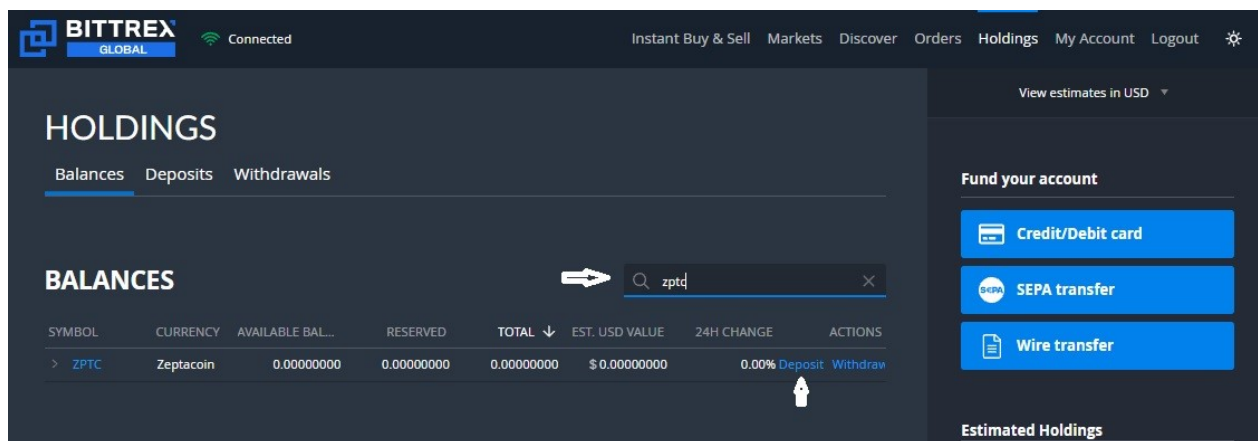 BITTREX
GLOBAL
Connected
Instant Buy & Sell Markets Discover Orders Holdings My Account Logout
View estimates in USD
HOLDINGS
Balances Deposits Withdrawals
Fund your account
Credit/Debit card
BALANCES
zptc
SEPA SEPA transfer
SYMBOL CURRENCY AVAILABLE BAL... RESERVED TOTAL EST. USD VALUE 24H CHANGE ACTIONS
Wire transfer
> ZPTC Zeptacoin 0.00000000 0.00000000 0.00000000 $ 0.00000000 0.00% Deposit Withdraw
Estimated Holdings